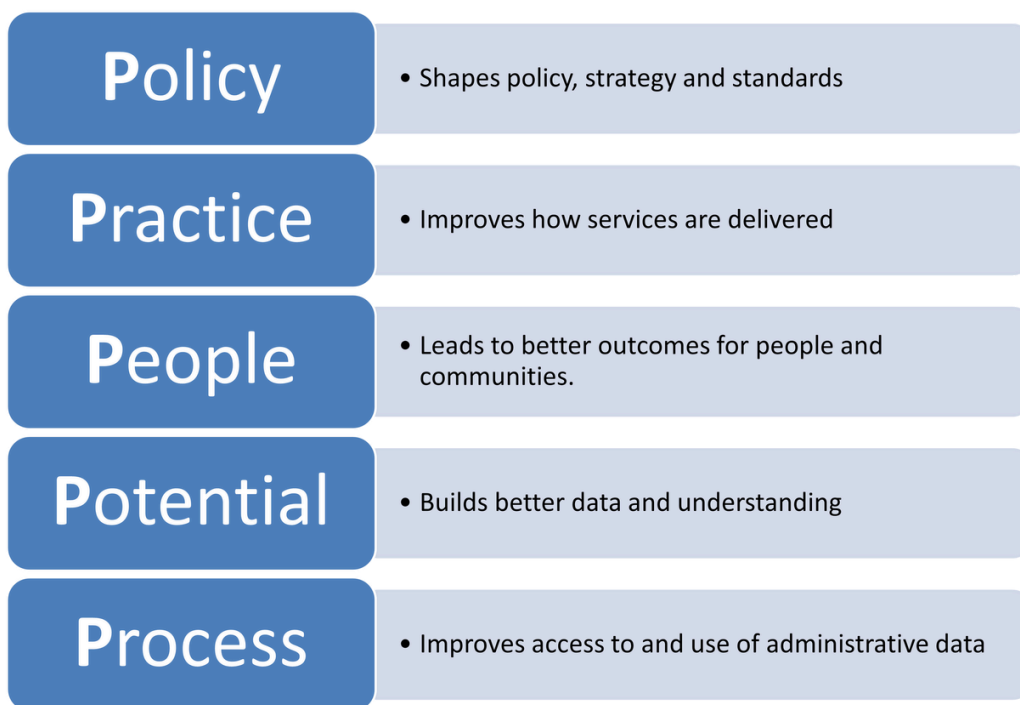 Policy
• Shapes policy, strategy and standards
Practice
• Improves how services are delivered
People
• Leads to better outcomes for people and
communities.
Potential
• Builds better data and understanding
Process
• Improves access to and use of administrative data